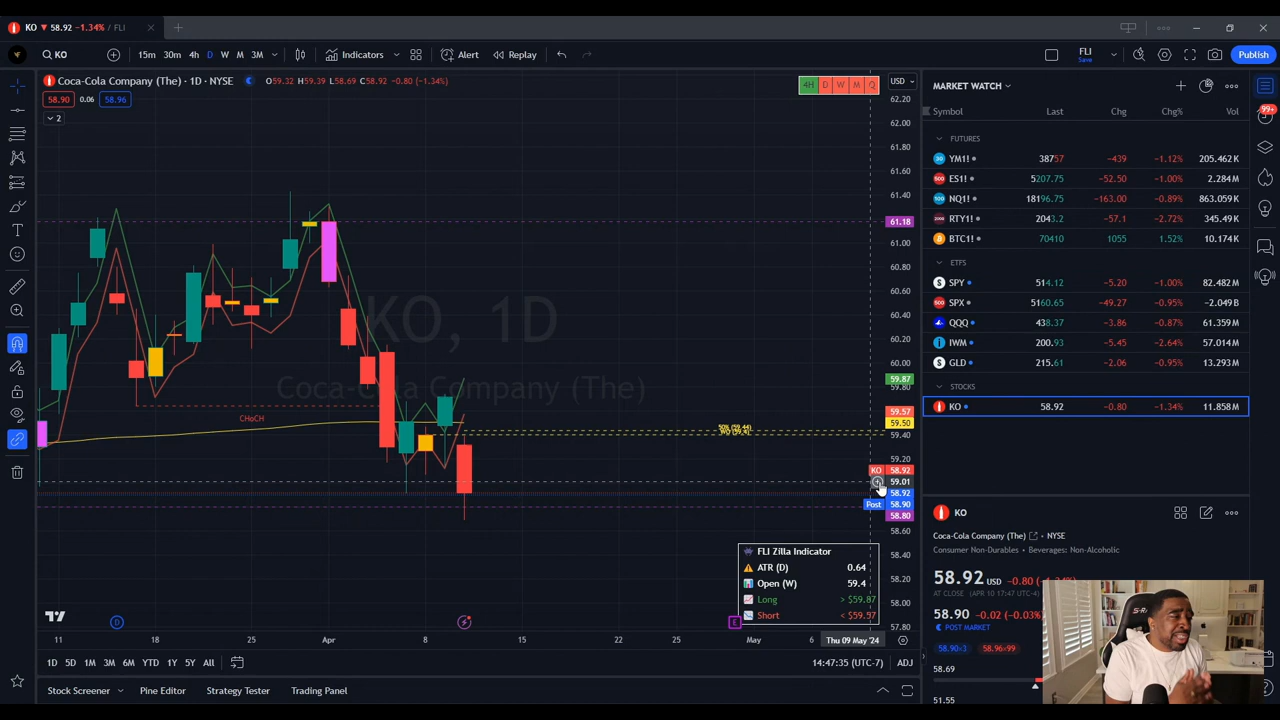 KO ▼ 58.92 −1.34% / FLI
KO 15m 30m 4h D W M 3M Indicators Alert Replay FLI Save Publish
Coca-Cola Company (The) · 1D · NYSE O59.32 H59.39 L58.69 C58.92 −0.80 (−1.34%)
58.90 0.06 58.96
2
4H D W M Q
USD
62.20
62.00
61.80
61.60
61.40
61.18
61.00
60.80
60.60
60.40
60.20
60.00
59.87
59.80
59.57
59.50
59.40
59.20
KO 58.92
59.01
58.92
Post 58.90
58.80
58.60
58.40
58.20
58.00
57.80
KO, 1D
Coca-Cola Company (The)
CHoCH
FLI Zilla Indicator
ATR (D) 0.64
Open (W) 59.4
Long > $59.87
Short < $59.57
D
E
11 18 25 Apr 8 15 22 25 May 6 Thu 09 May '24
1D 5D 1M 3M 6M YTD 1Y 5Y All 14:47:35 (UTC-7) ADJ
Stock Screener Pine Editor Strategy Tester Trading Panel
MARKET WATCH
Symbol Last Chg Chg% Vol
FUTURES
YM1! 38757 −439 −1.12% 205.462 K
ES1! 5207.75 −52.50 −1.00% 2.284 M
NQ1! 18196.75 −163.00 −0.89% 863.059 K
RTY1! 2043.2 −57.1 −2.72% 345.49 K
BTC1! 70410 1055 1.52% 10.174 K
ETFS
SPY 514.12 −5.20 −1.00% 82.482 M
SPX 5160.65 −49.27 −0.95% −2.049 B
QQQ 438.37 −3.86 −0.87% 61.359 M
IWM 200.93 −5.45 −2.64% 57.014 M
GLD 215.61 −2.06 −0.95% 13.293 M
STOCKS
KO 58.92 −0.80 −1.34% 11.858 M
99+
KO
Coca-Cola Company (The) • NYSE
Consumer Non-Durables • Beverages: Non-Alcoholic
58.92 USD −0.80
AT CLOSE (APR 10 17:47 UTC-4)
58.90 −0.02 (−0.03%)
POST MARKET
58.90×3 58.96×99
58.69
51.55